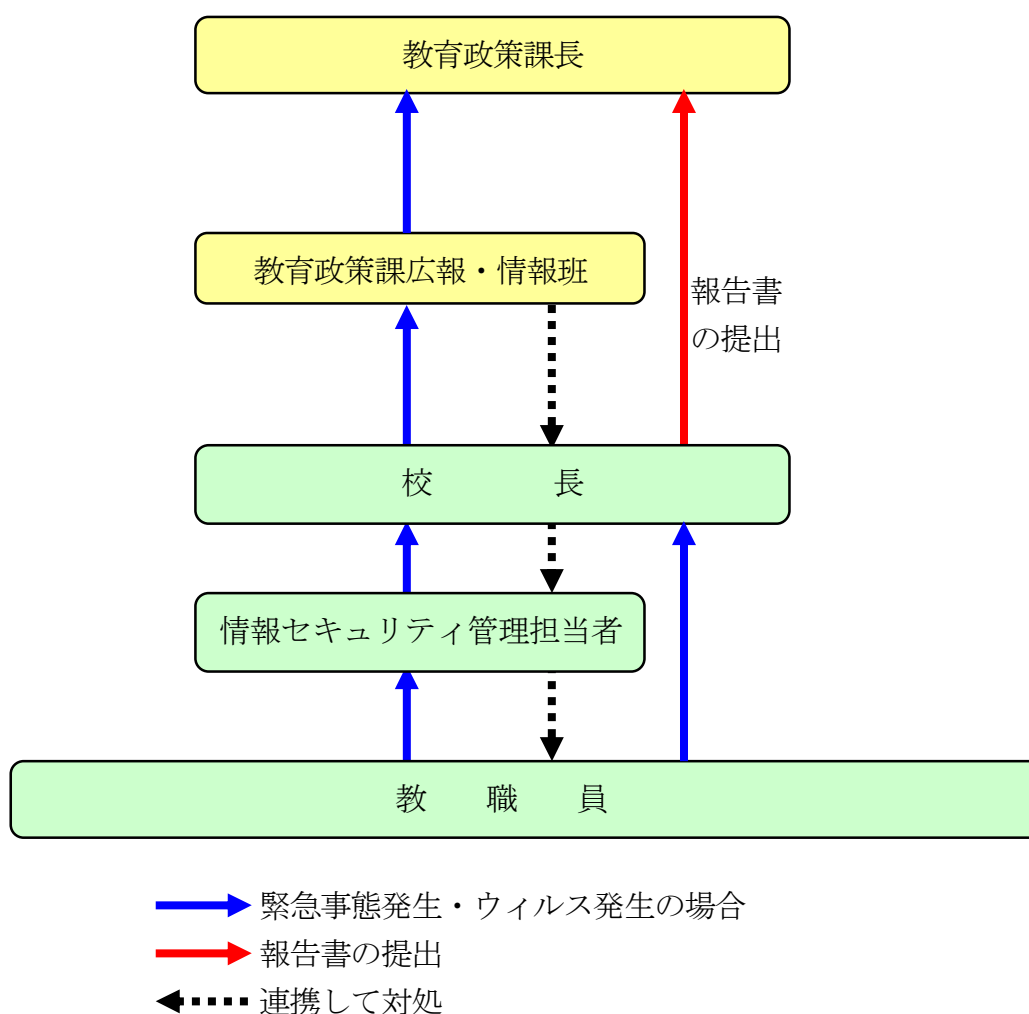 教育政策課長
教育政策課広報・情報班
報告書
の提出
校　　　長
情報セキュリティ管理担当者
教　職　員
緊急事態発生・ウィルス発生の場合
報告書の提出
連携して対処